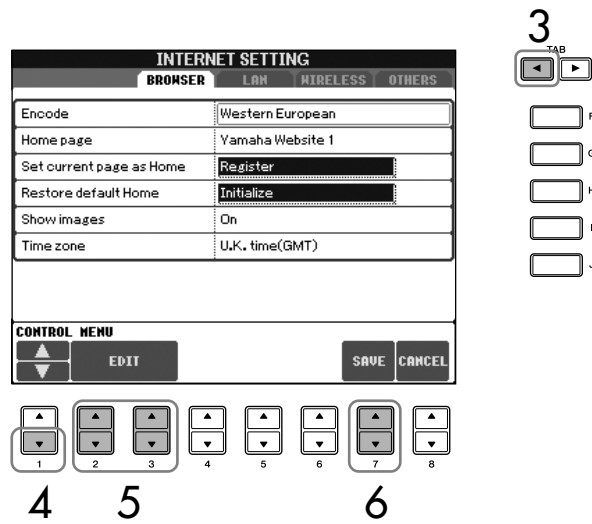 3
TAB
INTERNET SETTING
BROWSER LAN WIRELESS OTHERS
Encode Western European
Home page Yamaha Website 1
Set current page as Home Register
Restore default Home Initialize
Show images On
Time zone U.K. time(GMT)
CONTROL MENU
EDIT SAVE CANCEL
1 2 3 4 5 6 7 8
4 5 6